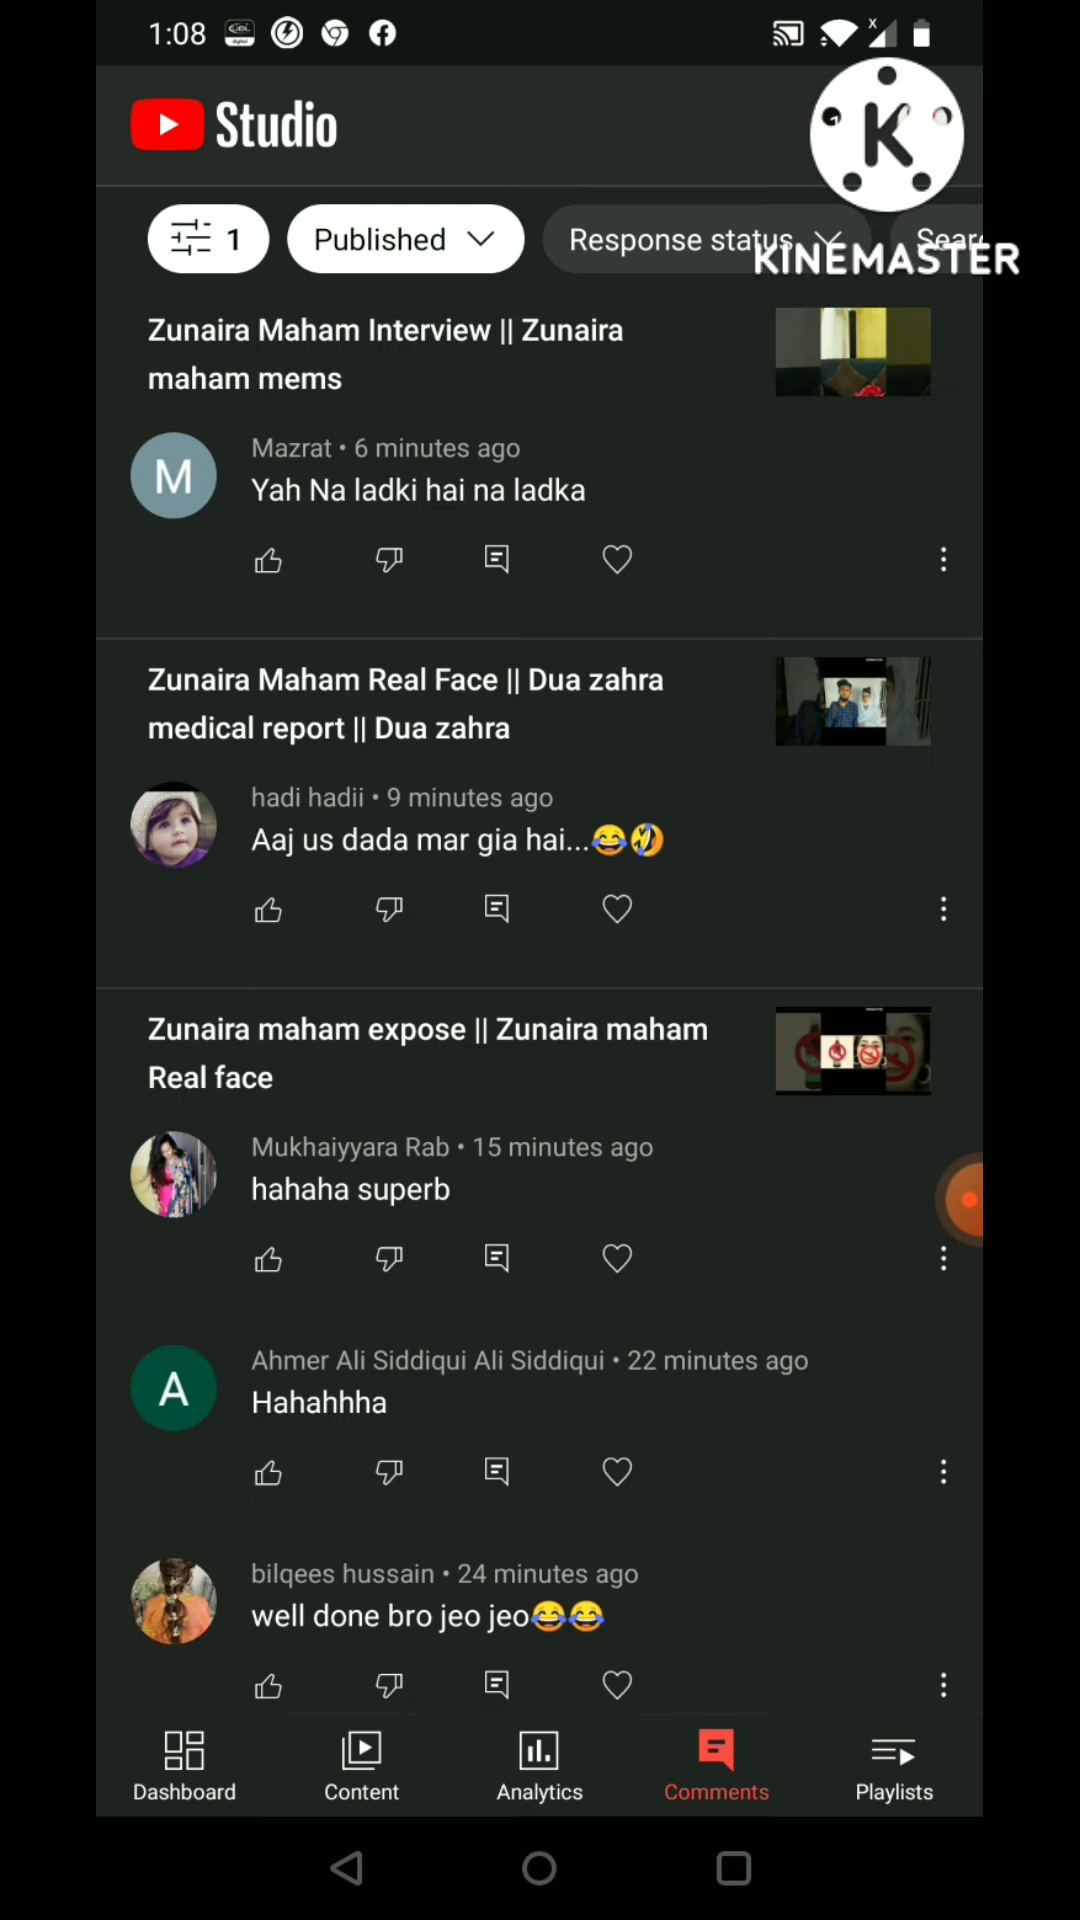 1:08
Studio
K
KINEMASTER
1
Published
Response status
Zunaira Maham Interview || Zunaira
maham mems
M
Mazrat • 6 minutes ago
Yah Na ladki hai na ladka
Zunaira Maham Real Face || Dua zahra
medical report || Dua zahra
hadi hadii • 9 minutes ago
Aaj us dada mar gia hai...😂🤣
Zunaira maham expose || Zunaira maham
Real face
Mukhaiyyara Rab • 15 minutes ago
hahaha superb
A
Ahmer Ali Siddiqui Ali Siddiqui • 22 minutes ago
Hahahhha
bilqees hussain • 24 minutes ago
well done bro jeo jeo😂😂
Dashboard
Content
Analytics
Comments
Playlists